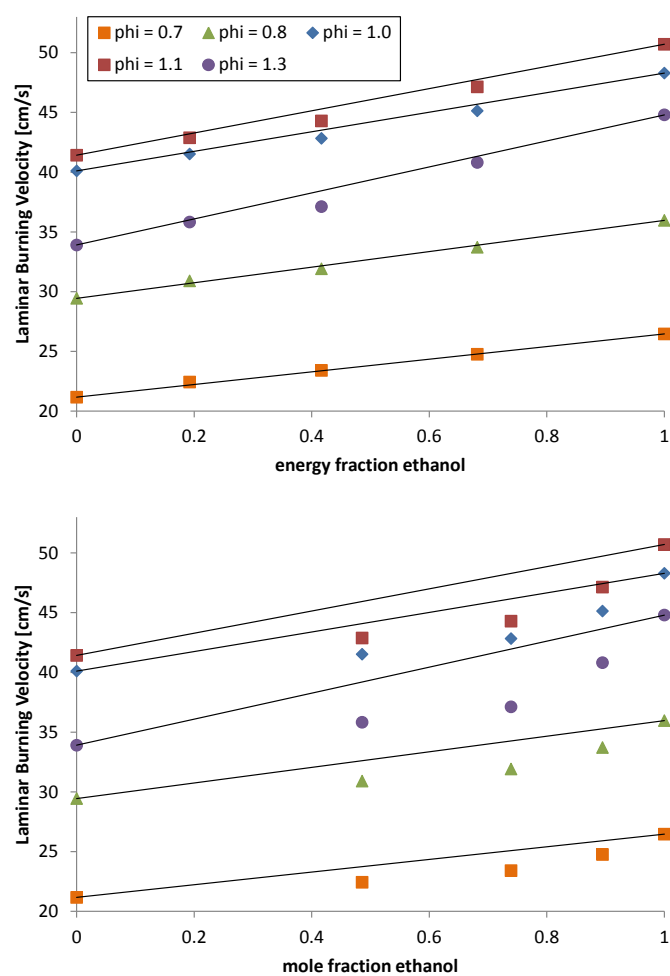 50
45
40
35
30
25
20
Laminar Burning Velocity [cm/s]
phi = 0.7 phi = 0.8 phi = 1.0
phi = 1.1 phi = 1.3
0 0.2 0.4 0.6 0.8 1
energy fraction ethanol
50
45
40
35
30
25
20
Laminar Burning Velocity [cm/s]
0 0.2 0.4 0.6 0.8 1
mole fraction ethanol